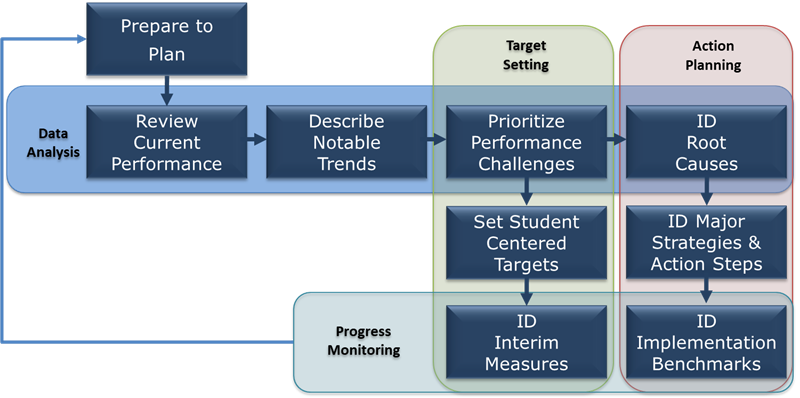 Prepare to
Plan
Target
Setting
Action
Planning
Data
Analysis
Review
Current
Performance
Describe
Notable
Trends
Prioritize
Performance
Challenges
ID
Root
Causes
Set Student
Centered
Targets
ID Major
Strategies &
Action Steps
Progress
Monitoring
ID
Interim
Measures
ID
Implementation
Benchmarks